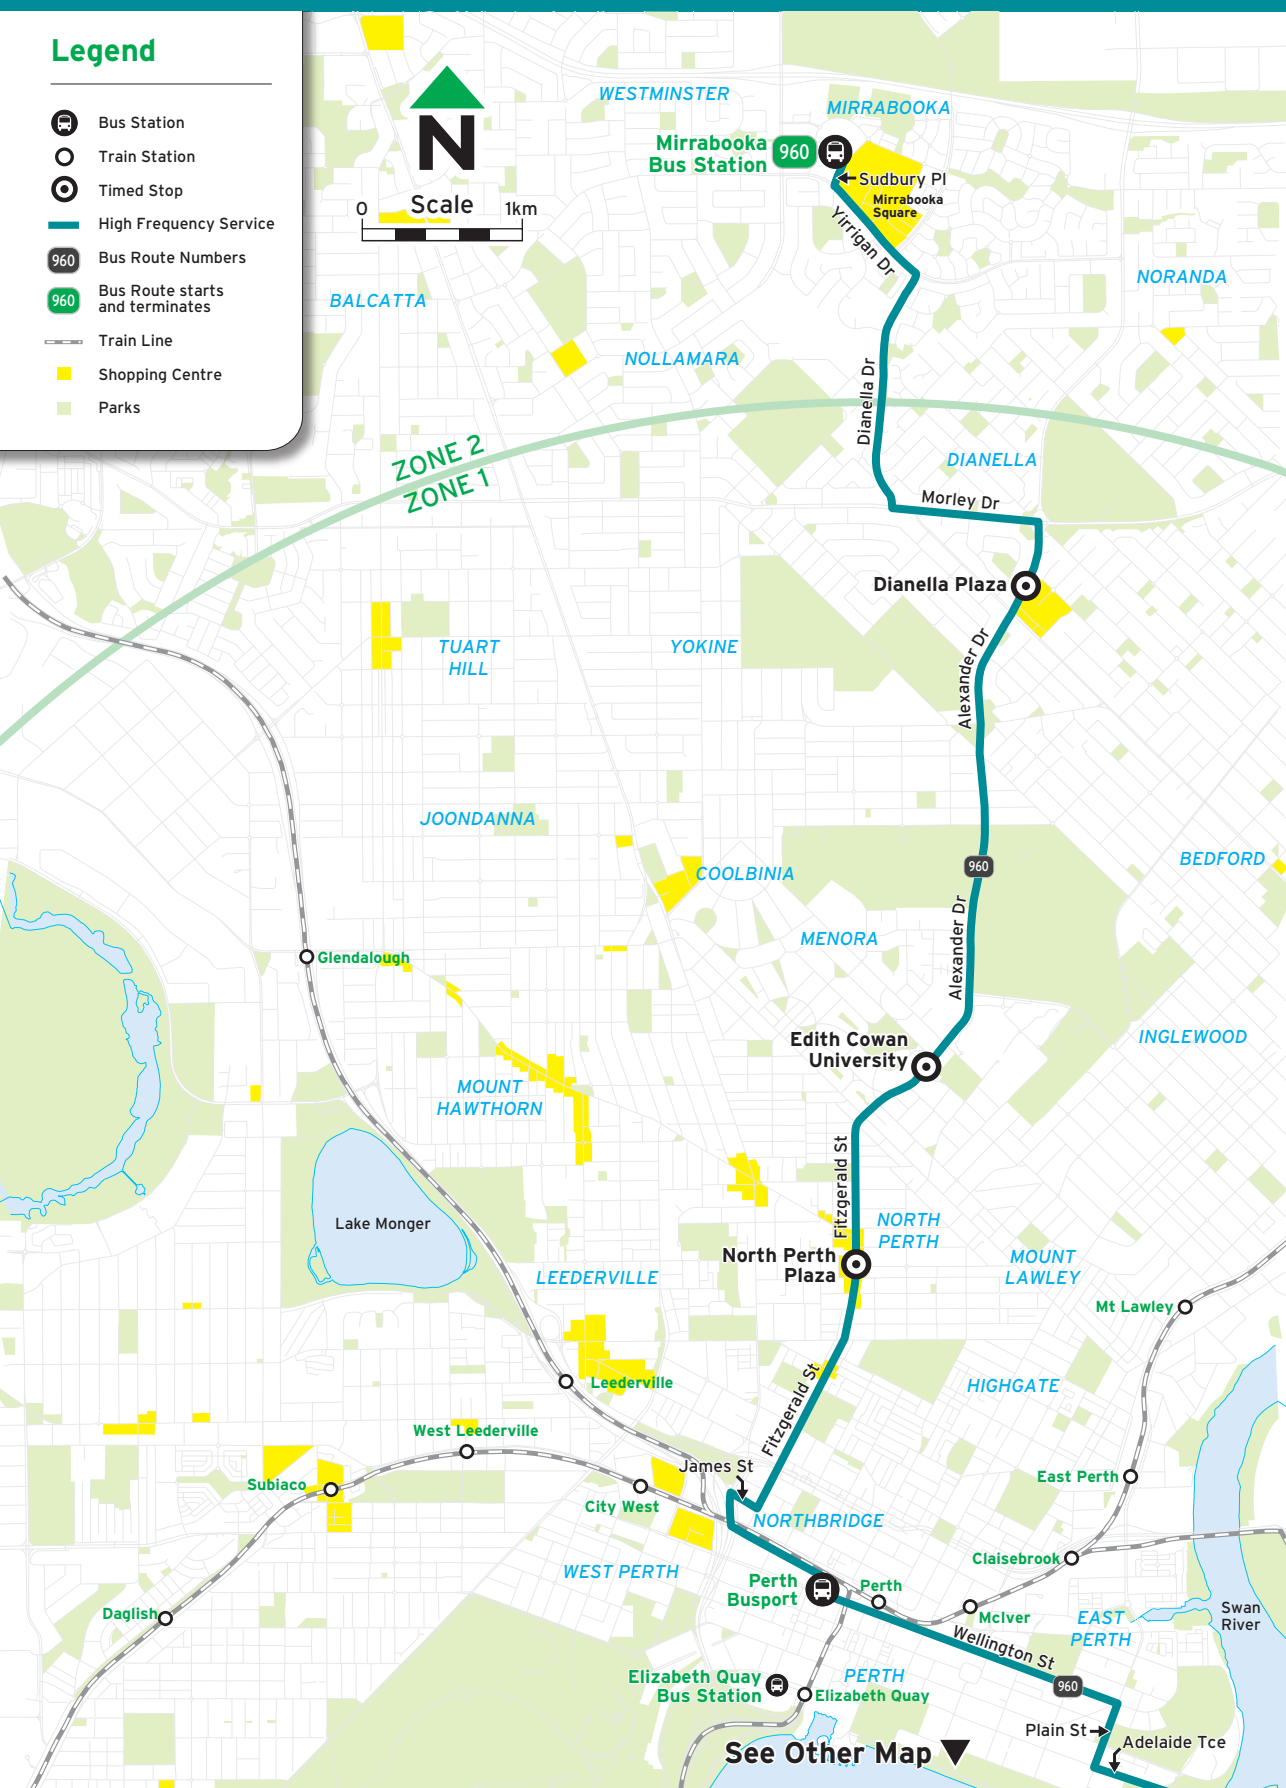 Legend
Bus Station
Train Station
Timed Stop
High Frequency Service
960
Bus Route Numbers
960
Bus Route starts
and terminates
Train Line
Shopping Centre
Parks
N
Scale
0
1km
WESTMINSTER
MIRRABOOKA
Mirrabooka
Bus Station
960
Sudbury Pl
Mirrabooka
Square
Yirrigan Dr
NORANDA
BALCATTA
NOLLAMARA
Dianella Dr
ZONE 2
ZONE 1
DIANELLA
Morley Dr
Dianella Plaza
TUART
HILL
YOKINE
Alexander Dr
JOONDANNA
COOLBINIA
960
BEDFORD
MENORA
Alexander Dr
Glendalough
Edith Cowan
University
INGLEWOOD
MOUNT
HAWTHORN
Fitzgerald St
Lake Monger
NORTH
PERTH
North Perth
Plaza
MOUNT
LAWLEY
LEEDERVILLE
Mt Lawley
Leederville
Fitzgerald St
HIGHGATE
West Leederville
James St
Subiaco
City West
East Perth
NORTHBRIDGE
WEST PERTH
Claisebrook
Perth
Busport
Perth
Daglish
McIver
EAST
PERTH
Swan
River
Wellington St
Elizabeth Quay
Bus Station
PERTH
960
Elizabeth Quay
Plain St
Adelaide Tce
See Other Map